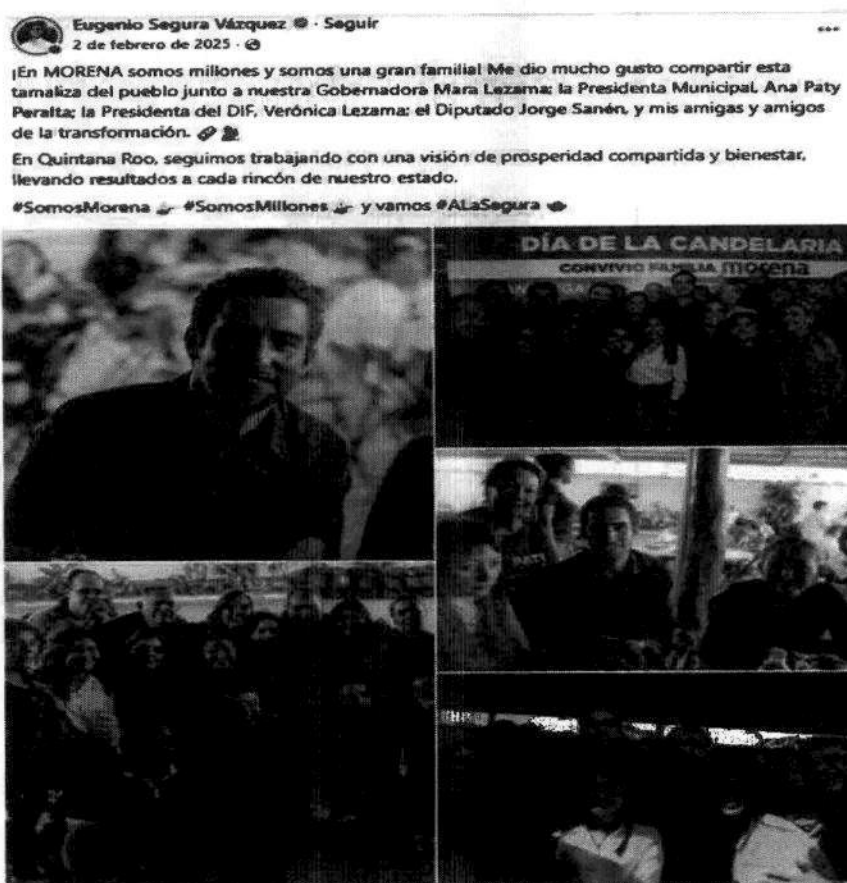 Eugenio Segura Vázquez · Seguir
2 de febrero de 2025 ·
¡En MORENA somos millones y somos una gran familia! Me dio mucho gusto compartir esta
tamaliza del pueblo junto a nuestra Gobernadora Mara Lezama; la Presidenta Municipal, Ana Paty
Peralta; la Presidenta del DIF, Verónica Lezama; el Diputado Jorge Sanén, y mis amigas y amigos
de la transformación.
En Quintana Roo, seguimos trabajando con una visión de prosperidad compartida y bienestar,
llevando resultados a cada rincón de nuestro estado.
#SomosMorena #SomosMillones y vamos #ALaSegura
DÍA DE LA CANDELARIA
CONVIVIO FAMILIA morena
PATY